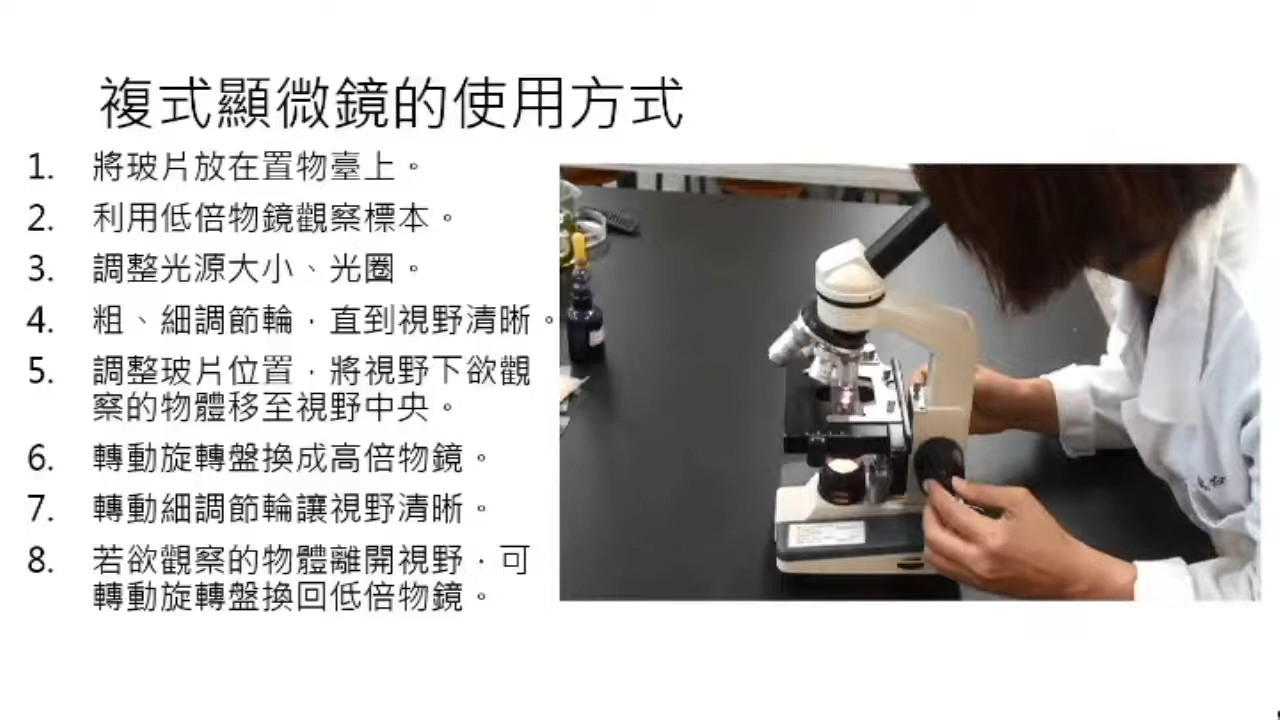 複式顯微鏡的使用方式
1. 將玻片放在置物臺上。
2. 利用低倍物鏡觀察標本。
3. 調整光源大小、光圈。
4. 粗、細調節輪，直到視野清晰。
5. 調整玻片位置，將視野下欲觀
察的物體移至視野中央。
6. 轉動旋轉盤換成高倍物鏡。
7. 轉動細調節輪讓視野清晰。
8. 若欲觀察的物體離開視野，可
轉動旋轉盤換回低倍物鏡。